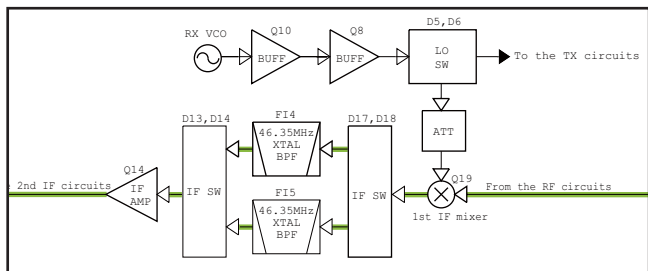 RX VCO
Q10
BUFF
Q8
BUFF
D5,D6
LO
SW
To the TX circuits
ATT
D13,D14
IF SW
FI4
46.35MHz
XTAL
BPF
D17,D18
IF SW
FI5
46.35MHz
XTAL
BPF
Q14
IF
AMP
Q19
1st IF mixer
From the RF circuits
2nd IF circuits